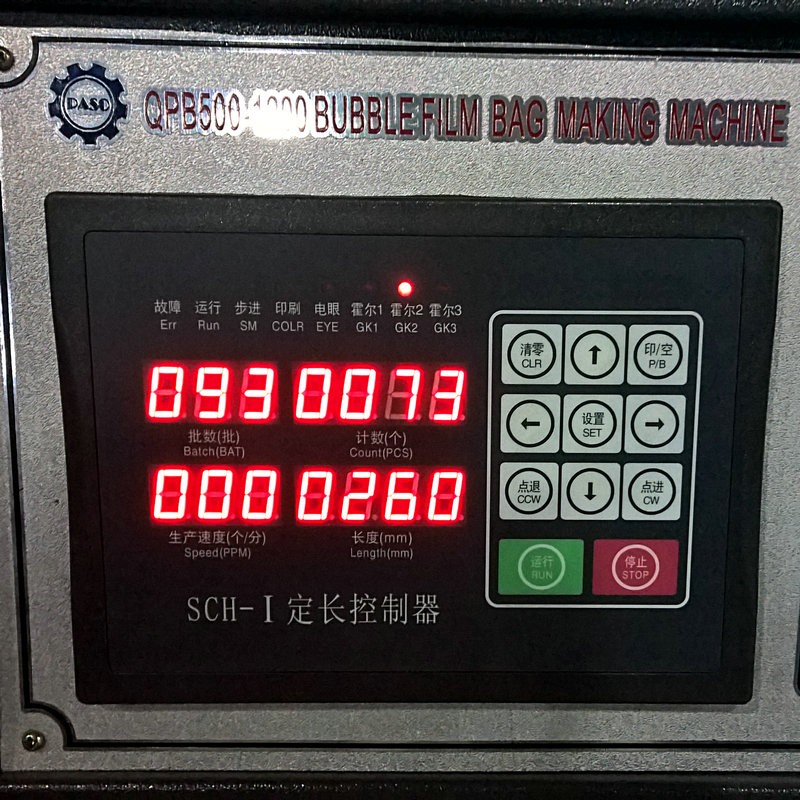 PASO
QPB500-1000 BUBBLE FILM BAG MAKING MACHINE
故障 运行 步进 印刷 电眼 霍尔1 霍尔2 霍尔3
Err Run SM COLR EYE GK1 GK2 GK3
093 0073
批数(批) 计数(个)
Batch(BAT) Count(PCS)
000 0260
生产速度(个/分) 长度(mm)
Speed(PPM) Length(mm)
SCH-I定长控制器
清零
CLR
↑
印/空
P/B
←
设置
SET
→
点退
CCW
↓
点进
CW
运行
RUN
停止
STOP